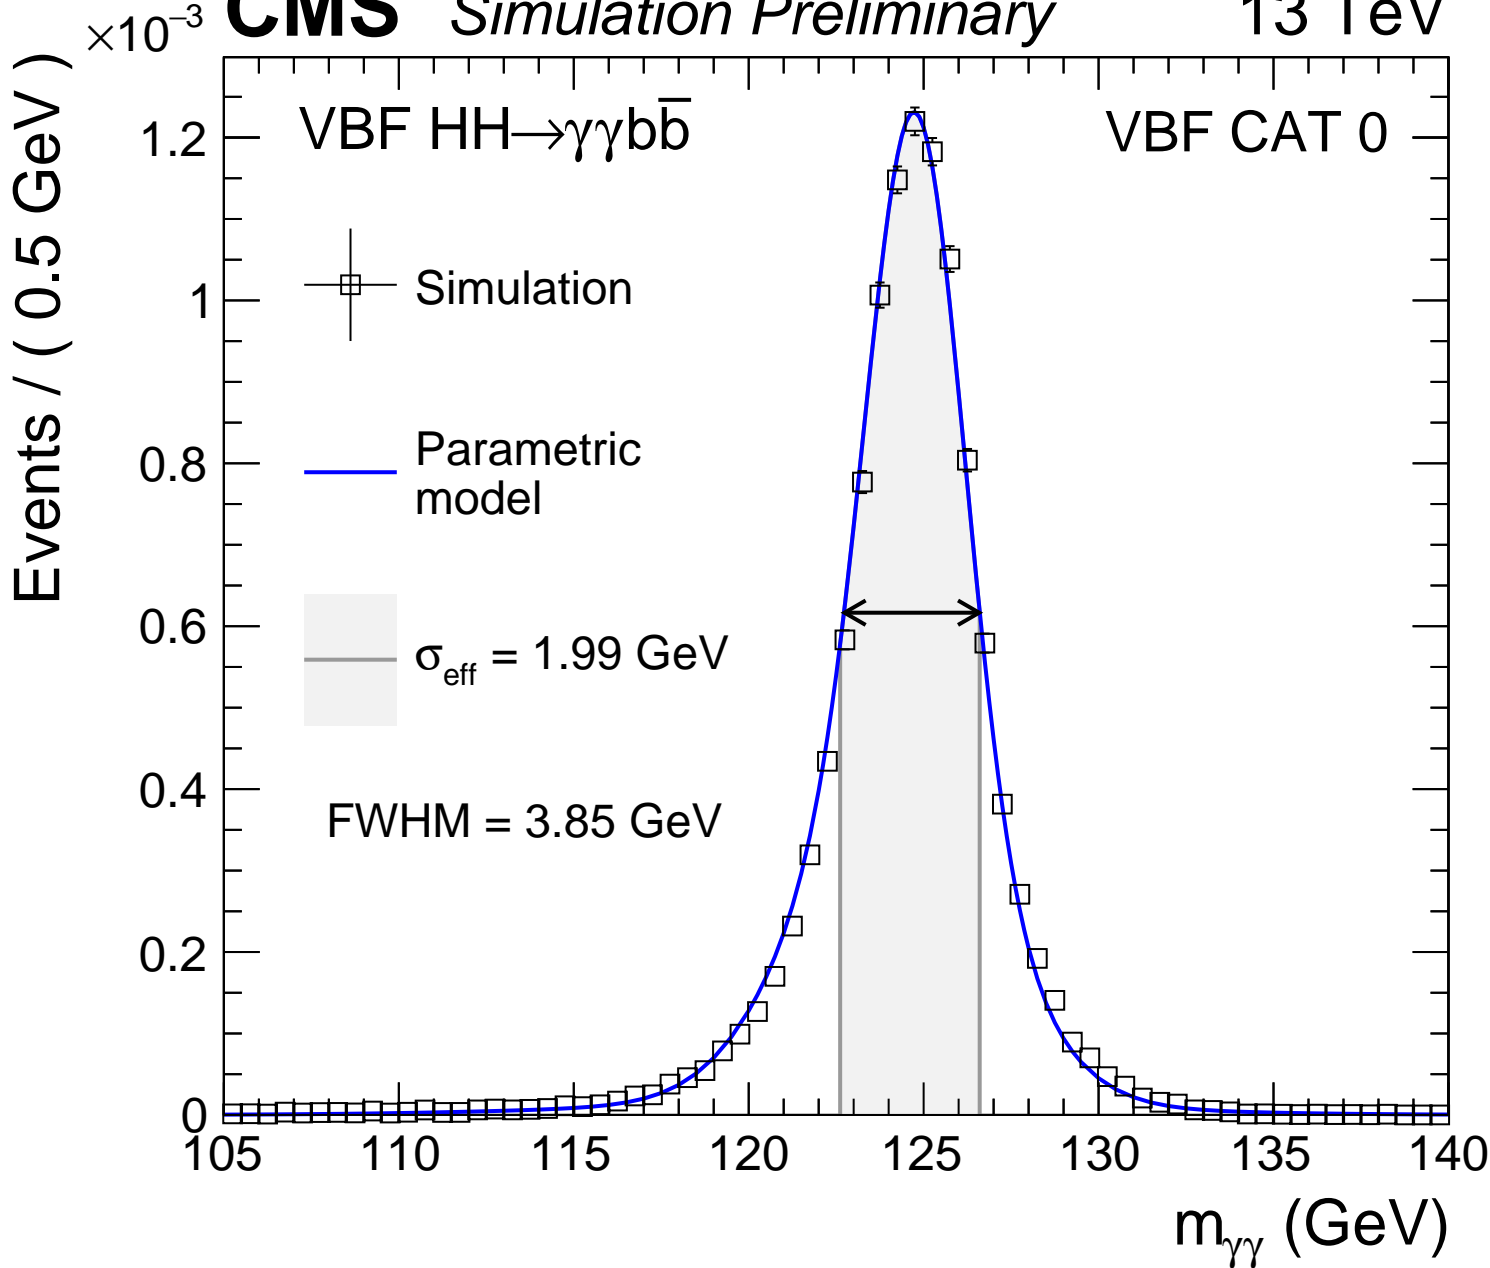 ×10⁻³ CMS Simulation Preliminary 13 TeV
Events / ( 0.5 GeV )
VBF HH→γγbb̅ VBF CAT 0
Simulation
Parametric
model
σeff = 1.99 GeV
FWHM = 3.85 GeV
1.2
1
0.8
0.6
0.4
0.2
0
105 110 115 120 125 130 135 140
mγγ (GeV)